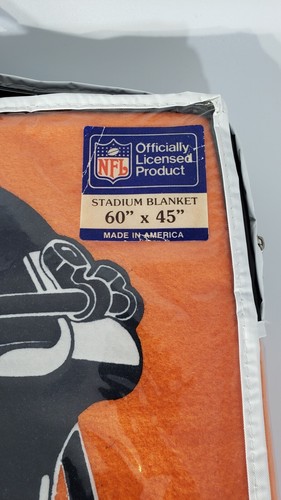 NFL
Officially
Licensed
Product
STADIUM BLANKET
60" x 45"
MADE IN AMERICA